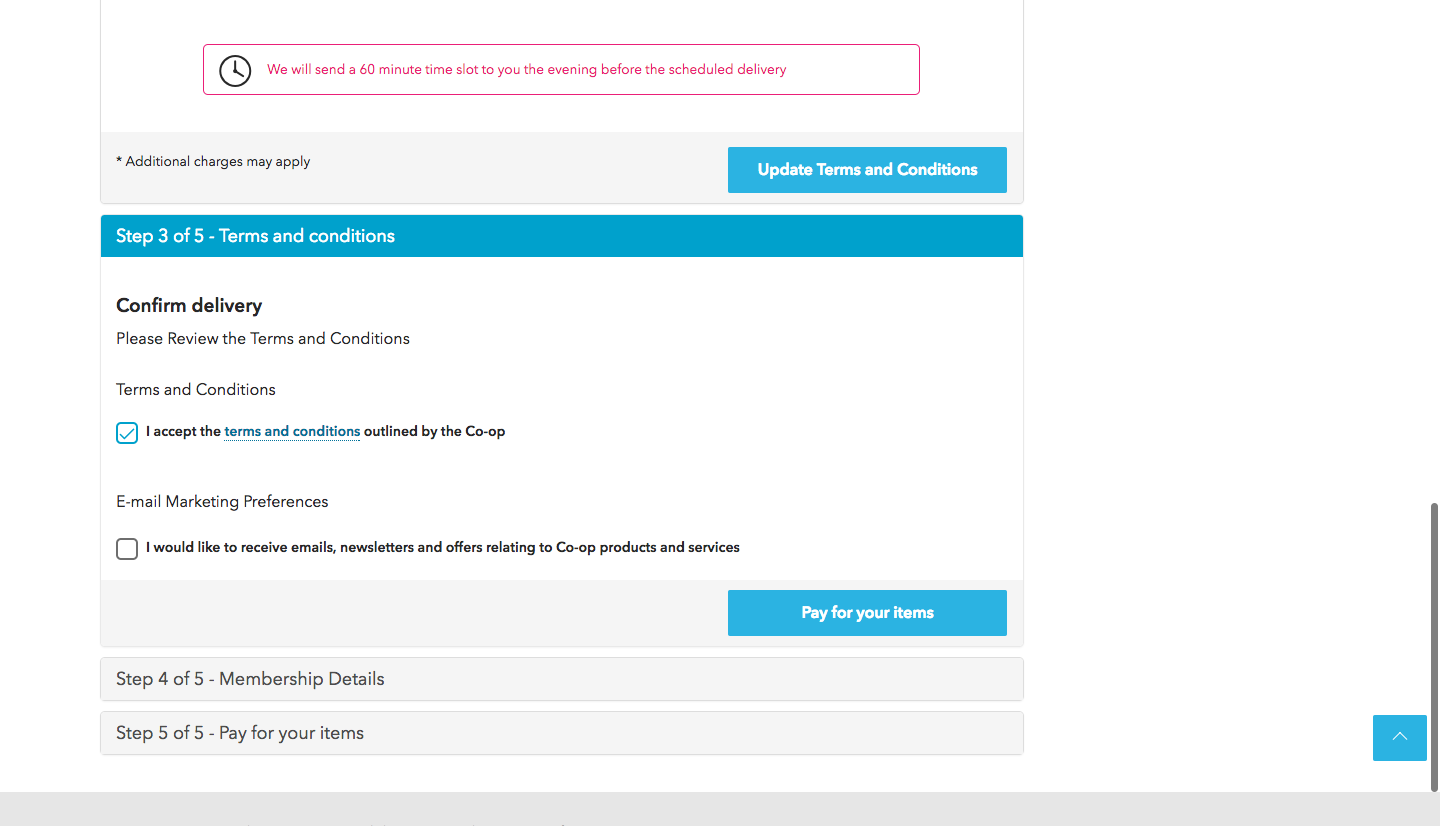 We will send a 60 minute time slot to you the evening before the scheduled delivery
* Additional charges may apply
Update Terms and Conditions
Step 3 of 5 - Terms and conditions
Confirm delivery
Please Review the Terms and Conditions
Terms and Conditions
I accept the terms and conditions outlined by the Co-op
E-mail Marketing Preferences
I would like to receive emails, newsletters and offers relating to Co-op products and services
Pay for your items
Step 4 of 5 - Membership Details
Step 5 of 5 - Pay for your items